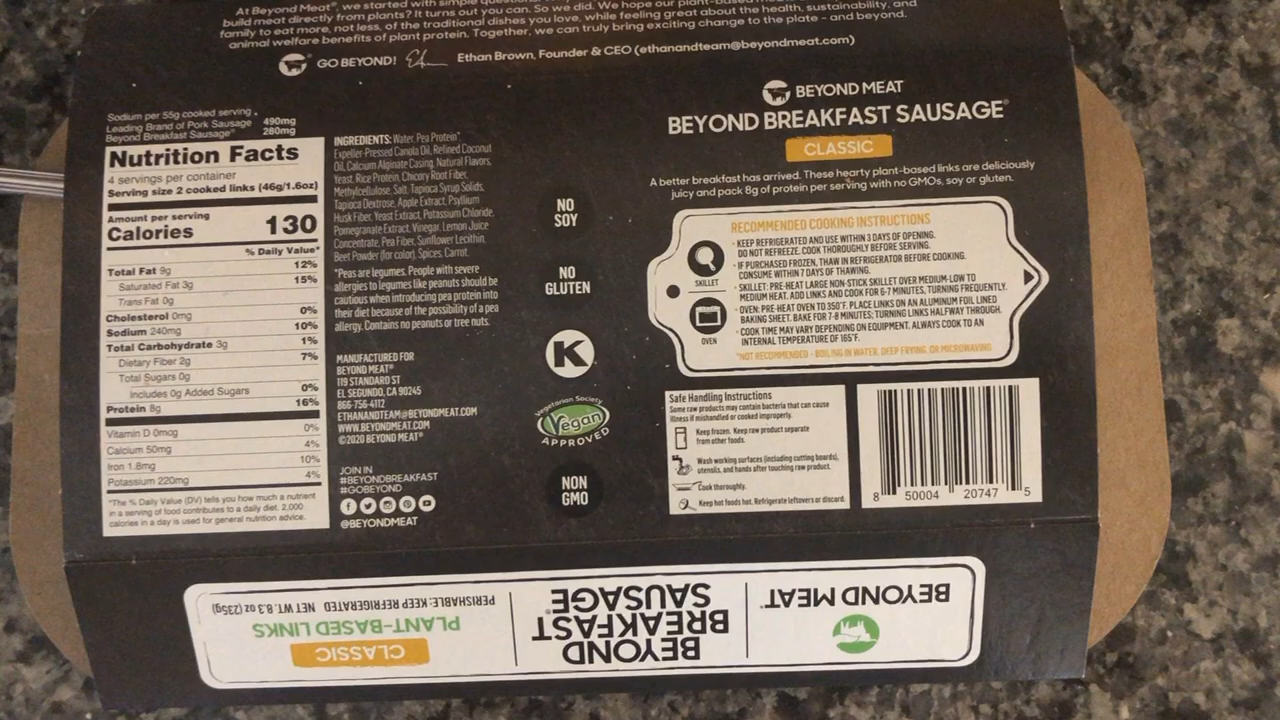 At Beyond Meat®, we started with simple
build meat directly from plants? It turns out you can. So we did. We hope our plant-based
family to eat more, not less, of the traditional dishes you love, while feeling great about the health, sustainability, and
animal welfare benefits of plant protein. Together, we can truly bring exciting change to the plate – and beyond.
GO BEYOND! Ethan Brown, Founder & CEO (ethanandteam@beyondmeat.com)
Sodium per 55g cooked serving
Leading Brand of Pork Sausage 490mg
Beyond Breakfast Sausage® 280mg
Nutrition Facts
4 servings per container
Serving size 2 cooked links (46g/1.6oz)
Amount per serving
Calories 130
% Daily Value*
Total Fat 9g 12%
Saturated Fat 3g 15%
Trans Fat 0g
Cholesterol 0mg 0%
Sodium 240mg 10%
Total Carbohydrate 3g 1%
Dietary Fiber 2g 7%
Total Sugars 0g
Includes 0g Added Sugars 0%
Protein 8g 16%
Vitamin D 0mcg 0%
Calcium 50mg 4%
Iron 1.8mg 10%
Potassium 220mg 4%
*The % Daily Value (DV) tells you how much a nutrient
in a serving of food contributes to a daily diet. 2,000
calories in a day is used for general nutrition advice.
INGREDIENTS: Water, Pea Protein*,
Expeller-Pressed Canola Oil, Refined Coconut
Oil, Calcium Alginate Casing, Natural Flavors,
Yeast, Rice Protein, Chicory Root Fiber,
Methylcellulose, Salt, Tapioca Syrup Solids,
Tapioca Dextrose, Apple Extract, Psyllium
Husk Fiber, Yeast Extract, Potassium Chloride,
Pomegranate Extract, Vinegar, Lemon Juice
Concentrate, Pea Fiber, Sunflower Lecithin,
Beet Powder (for color), Spices, Carrot.
*Peas are legumes. People with severe
allergies to legumes like peanuts should be
cautious when introducing pea protein into
their diet because of the possibility of a pea
allergy. Contains no peanuts or tree nuts.
MANUFACTURED FOR
BEYOND MEAT®
119 STANDARD ST
EL SEGUNDO, CA 90245
866-756-4112
ETHANANDTEAM@BEYONDMEAT.COM
WWW.BEYONDMEAT.COM
©2020 BEYOND MEAT®
JOIN IN
#BEYONDBREAKFAST
#GOBEYOND
@BEYONDMEAT
NO
SOY
NO
GLUTEN
K
Vegetarian Society
Vegan
APPROVED
NON
GMO
BEYOND MEAT
BEYOND BREAKFAST SAUSAGE®
CLASSIC
A better breakfast has arrived. These hearty plant-based links are deliciously
juicy and pack 8g of protein per serving with no GMOs, soy or gluten.
RECOMMENDED COOKING INSTRUCTIONS
SKILLET
OVEN
· KEEP REFRIGERATED AND USE WITHIN 3 DAYS OF OPENING.
DO NOT REFREEZE. COOK THOROUGHLY BEFORE SERVING.
· IF PURCHASED FROZEN, THAW IN REFRIGERATOR BEFORE COOKING.
CONSUME WITHIN 7 DAYS OF THAWING.
· SKILLET: PRE-HEAT LARGE NON-STICK SKILLET OVER MEDIUM-LOW TO
MEDIUM HEAT. ADD LINKS AND COOK FOR 6-7 MINUTES, TURNING FREQUENTLY.
· OVEN: PRE-HEAT OVEN TO 350°F. PLACE LINKS ON AN ALUMINUM FOIL LINED
BAKING SHEET. BAKE FOR 7-8 MINUTES; TURNING LINKS HALFWAY THROUGH.
· COOK TIME MAY VARY DEPENDING ON EQUIPMENT. ALWAYS COOK TO AN
INTERNAL TEMPERATURE OF 165°F.
*NOT RECOMMENDED - BOILING IN WATER, DEEP FRYING, OR MICROWAVING
Safe Handling Instructions
Some raw products may contain bacteria that can cause
illness if mishandled or cooked improperly.
Keep frozen. Keep raw product separate
from other foods.
Wash working surfaces (including cutting boards),
utensils, and hands after touching raw product.
Cook thoroughly.
Keep hot foods hot. Refrigerate leftovers or discard.
8 50004 20747 5
BEYOND MEAT®
BEYOND
BREAKFAST
SAUSAGE®
CLASSIC
PLANT-BASED LINKS
PERISHABLE: KEEP REFRIGERATED NET WT. 8.3 oz (235g)